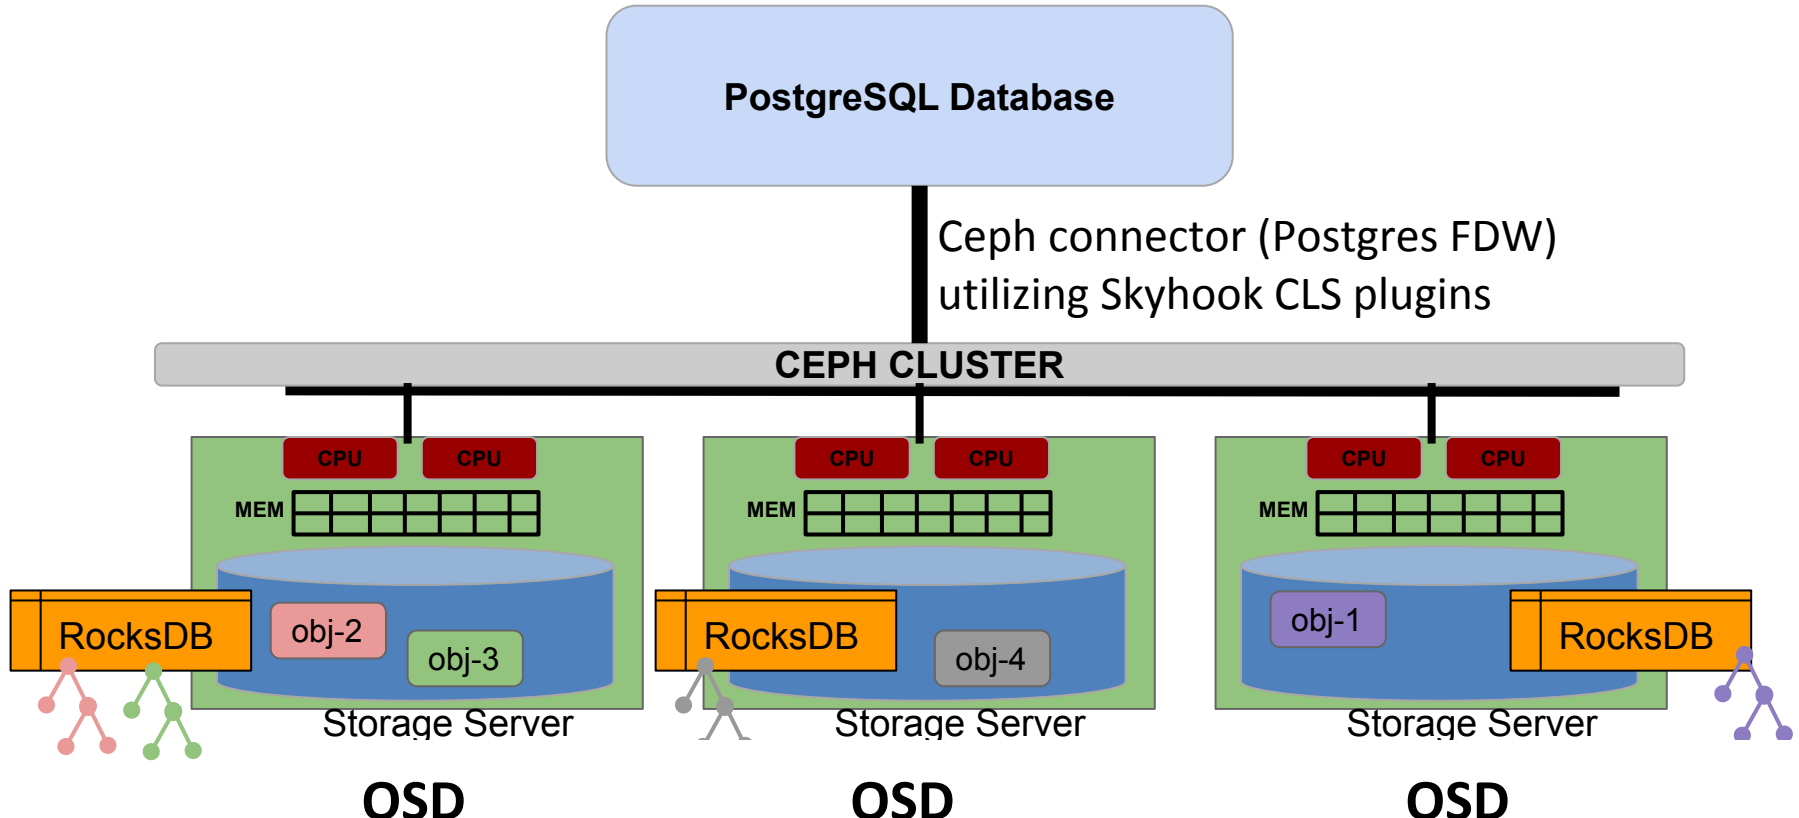 PostgreSQL Database
Ceph connector (Postgres FDW)
utilizing Skyhook CLS plugins
CEPH CLUSTER
CPU CPU
MEM
RocksDB
obj-2
obj-3
Storage Server
OSD
CPU CPU
MEM
RocksDB
obj-4
Storage Server
OSD
CPU CPU
MEM
obj-1
RocksDB
Storage Server
OSD